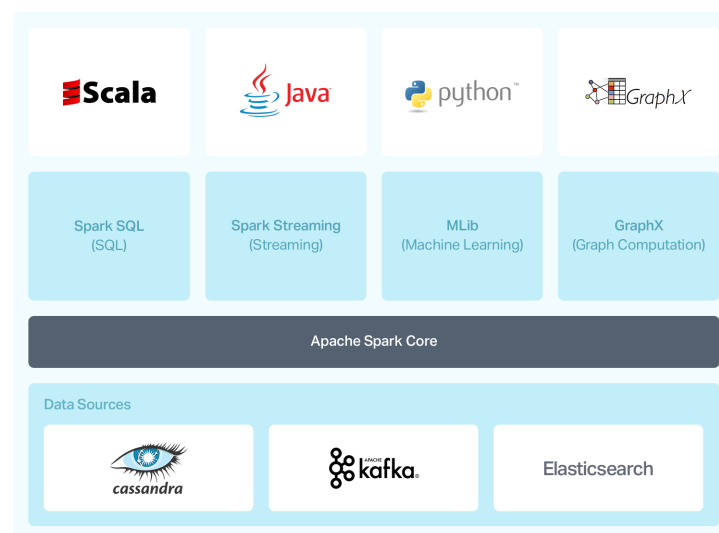 Scala
Java
python™
GraphX
Spark SQL
(SQL)
Spark Streaming
(Streaming)
MLib
(Machine Learning)
GraphX
(Graph Computation)
Apache Spark Core
Data Sources
cassandra
APACHE
kafka®
Elasticsearch